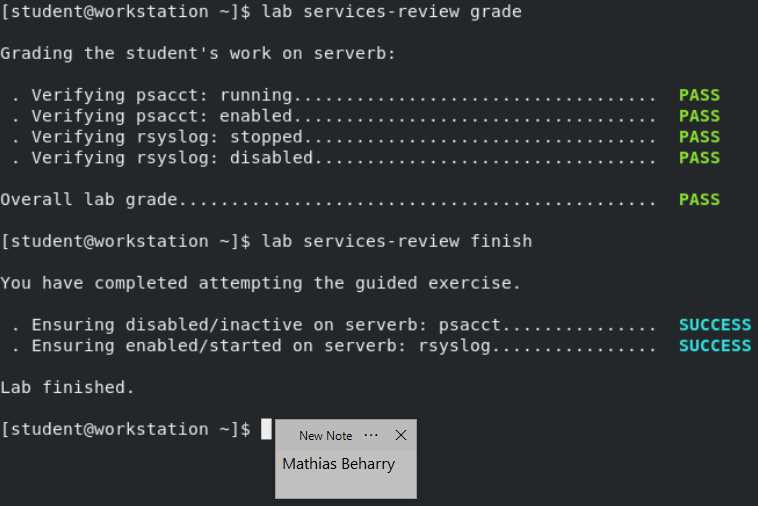 [student@workstation ~]$ lab services-review grade
Grading the student's work on serverb:
. Verifying psacct: running................................... PASS
. Verifying psacct: enabled................................... PASS
. Verifying rsyslog: stopped.................................. PASS
. Verifying rsyslog: disabled................................. PASS
Overall lab grade.............................................. PASS
[student@workstation ~]$ lab services-review finish
You have completed attempting the guided exercise.
. Ensuring disabled/inactive on serverb: psacct............... SUCCESS
. Ensuring enabled/started on serverb: rsyslog................ SUCCESS
Lab finished.
[student@workstation ~]$
New Note ···
Mathias Beharry